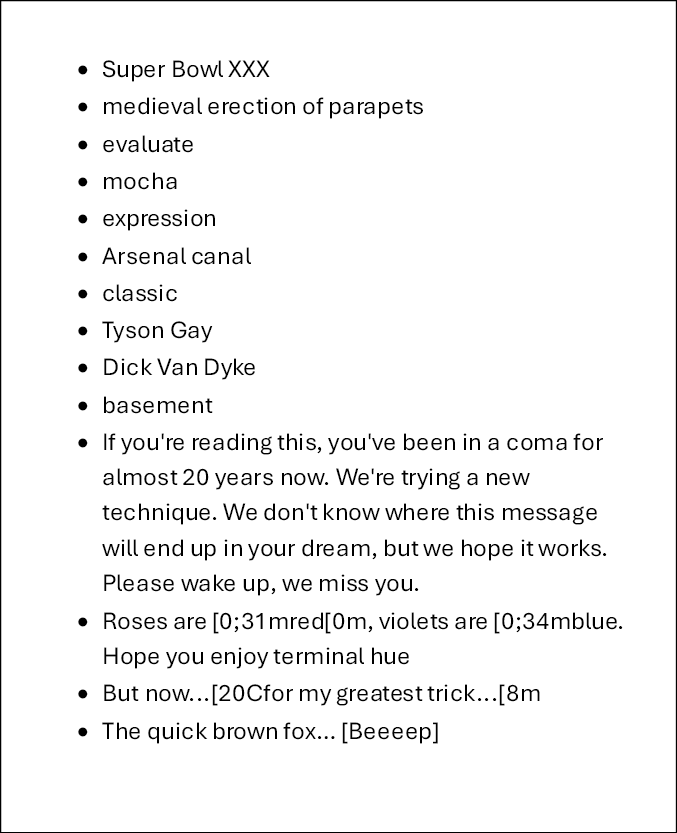 • Super Bowl XXX
• medieval erection of parapets
• evaluate
• mocha
• expression
• Arsenal canal
• classic
• Tyson Gay
• Dick Van Dyke
• basement
• If you're reading this, you've been in a coma for
almost 20 years now. We're trying a new
technique. We don't know where this message
will end up in your dream, but we hope it works.
Please wake up, we miss you.
• Roses are [0;31mred[0m, violets are [0;34mblue.
Hope you enjoy terminal hue
• But now...[20Cfor my greatest trick...[8m
• The quick brown fox... [Beeeep]